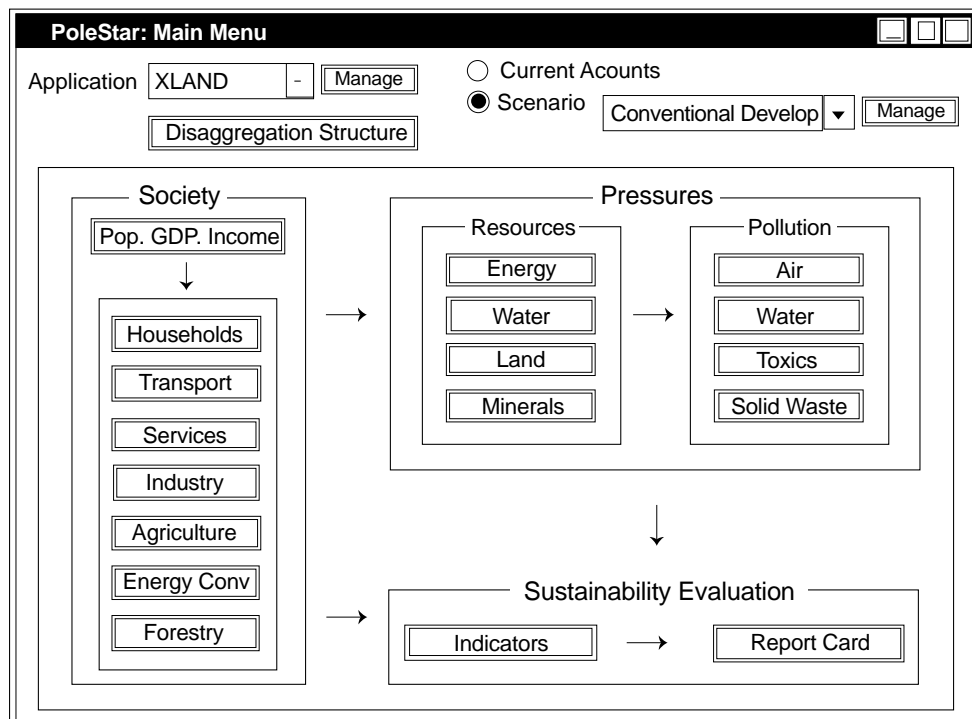 PoleStar: Main Menu
Application XLAND - Manage
Current Acounts
Scenario Conventional Develop Manage
Disaggregation Structure
Society
Pop. GDP. Income
Households
Transport
Services
Industry
Agriculture
Energy Conv
Forestry
Pressures
Resources
Energy
Water
Land
Minerals
Pollution
Air
Water
Toxics
Solid Waste
Sustainability Evaluation
Indicators
Report Card